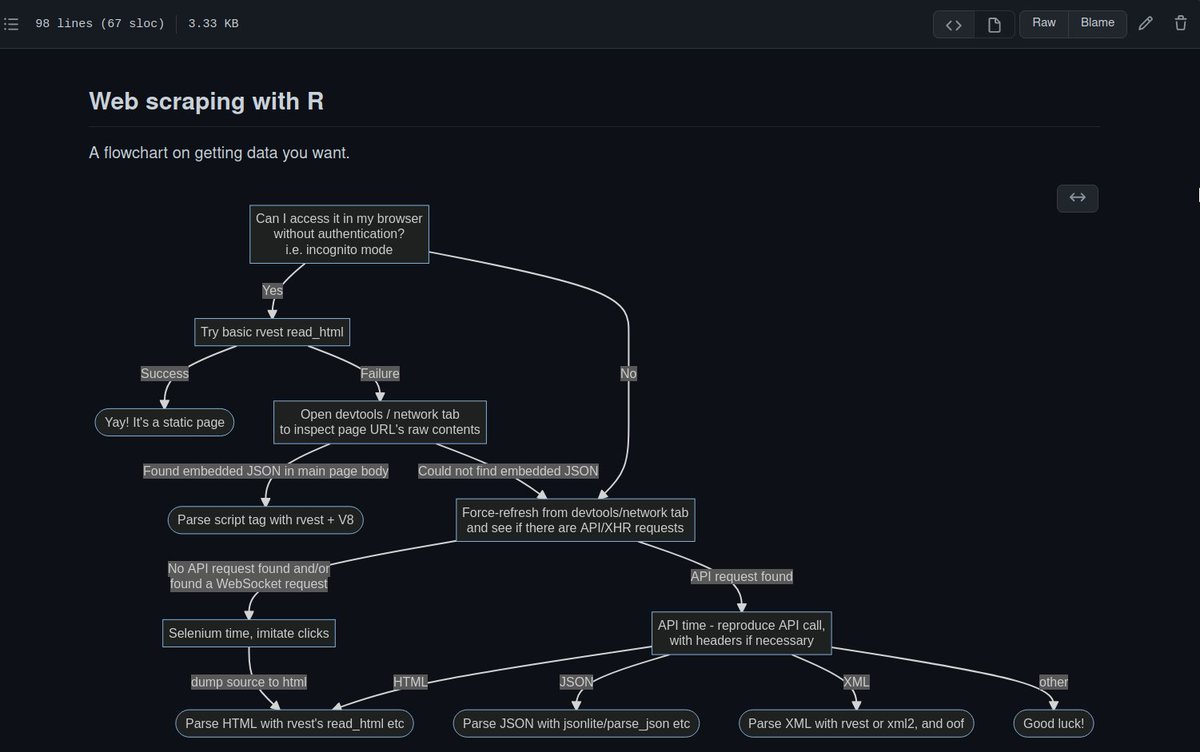 98 lines (67 sloc)
3.33 KB
Raw
Blame
Web scraping with R
A flowchart on getting data you want.
Can I access it in my browser
without authentication?
i.e. incognito mode
Yes
Try basic rvest read_html
Success
Failure
No
Yay! It's a static page
Open devtools / network tab
to inspect page URL's raw contents
Found embedded JSON in main page body
Could not find embedded JSON
Parse script tag with rvest + V8
Force-refresh from devtools/network tab
and see if there are API/XHR requests
No API request found and/or
found a WebSocket request
API request found
Selenium time, imitate clicks
API time - reproduce API call,
with headers if necessary
dump source to html
HTML
JSON
XML
other
Parse HTML with rvest's read_html etc
Parse JSON with jsonlite/parse_json etc
Parse XML with rvest or xml2, and oof
Good luck!